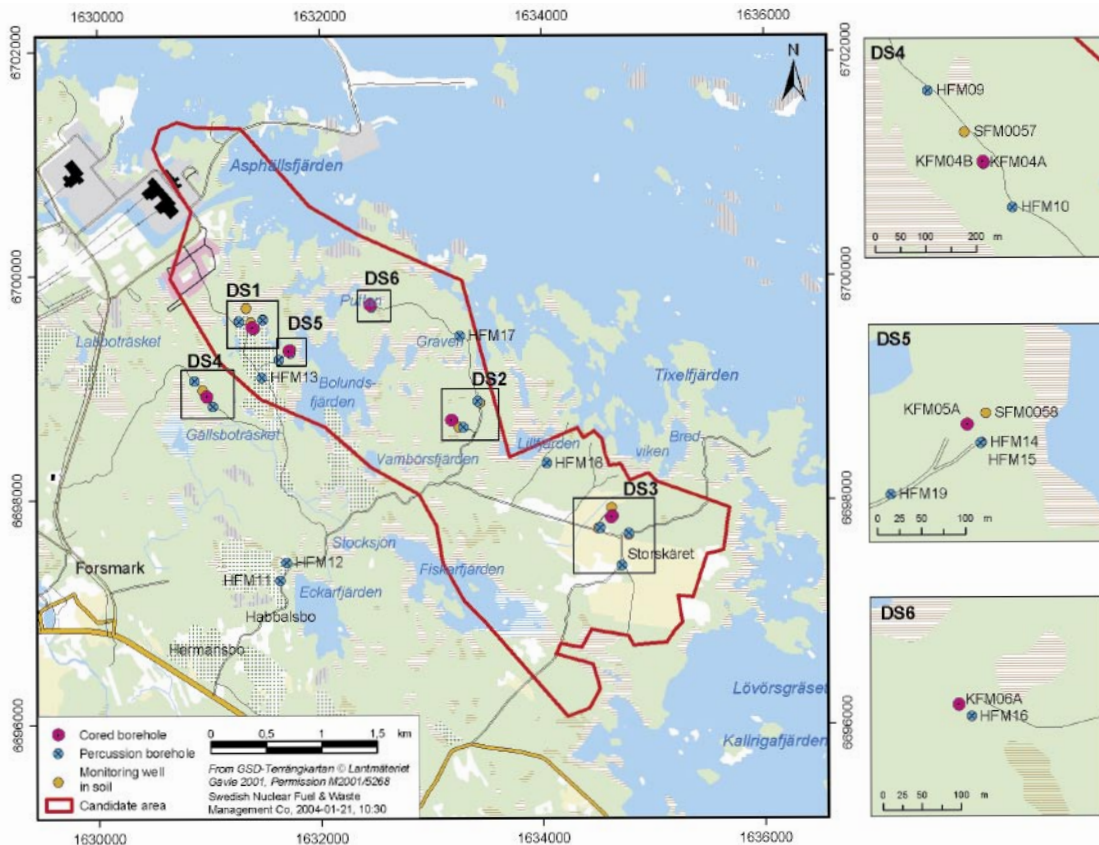 1630000
1632000
1634000
1636000
6702000
6702000
N
Asphällsfjärden
6700000
6700000
DS1
DS6
Puttan
DS5
Graven
HFM17
Labboträsket
DS4
HFM13
Bolunds-
fjärden
DS2
Tixelfjärden
Gällsboträsket
Lillfjärden
Bred-
viken
Vambörsfjärden
HFM18
6698000
6698000
DS3
Stocksjön
Storskäret
Forsmark
HFM12
Fiskarfjärden
HFM11
Eckarfjärden
Habbalsbo
Hermansbo
Lövörsgräset
6696000
6696000
Kallrigafjärden
Cored borehole
Percussion borehole
Monitoring well
in soil
Candidate area
0 0,5 1 1,5 km
From GSD-Terrängkartan © Lantmäteriet
Gävle 2001, Permission M2001/5268
Swedish Nuclear Fuel & Waste
Management Co, 2004-01-21, 10:30
1630000
1632000
1634000
1636000
DS4
HFM09
SFM0057
KFM04B
KFM04A
HFM10
0 50 100 200
m
DS5
KFM05A
SFM0058
HFM14
HFM15
HFM19
0 25 50 100
m
DS6
KFM06A
HFM16
0 25 50 100
m